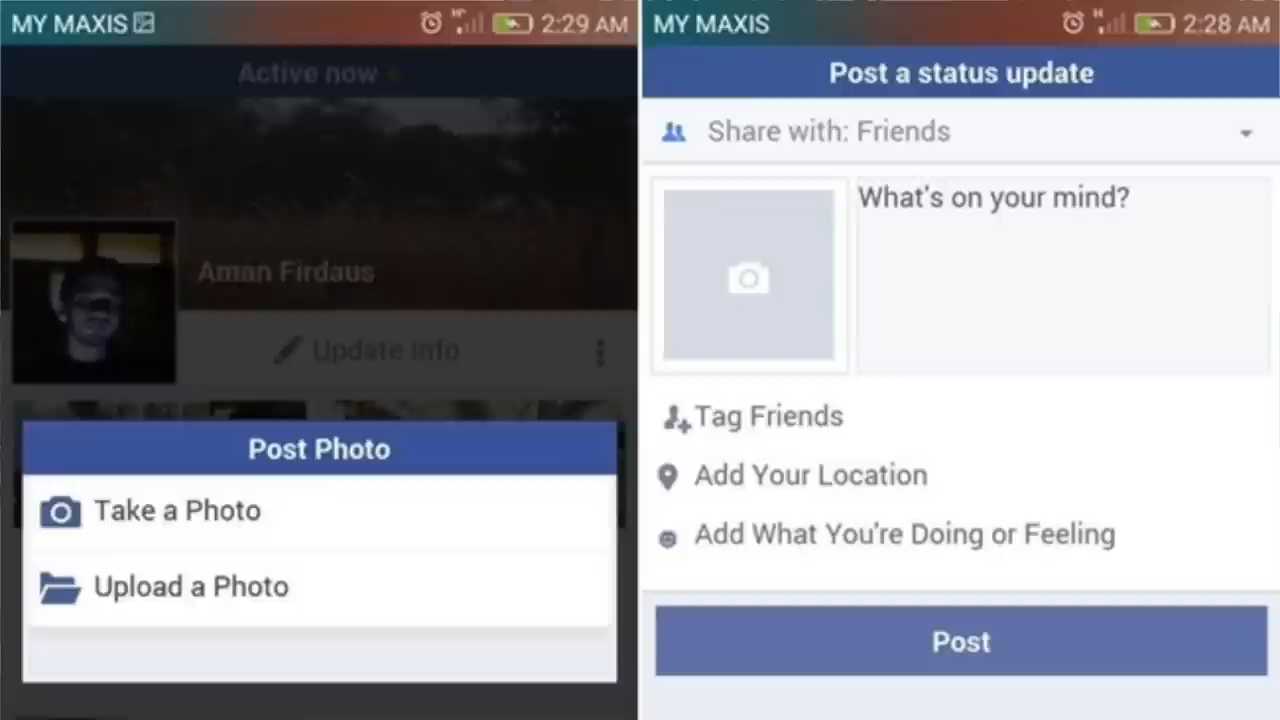 MY MAXIS
2:29 AM
Active now
Aman Firdaus
Update Info
Post Photo
Take a Photo
Upload a Photo
MY MAXIS
2:28 AM
Post a status update
Share with: Friends
What's on your mind?
Tag Friends
Add Your Location
Add What You're Doing or Feeling
Post